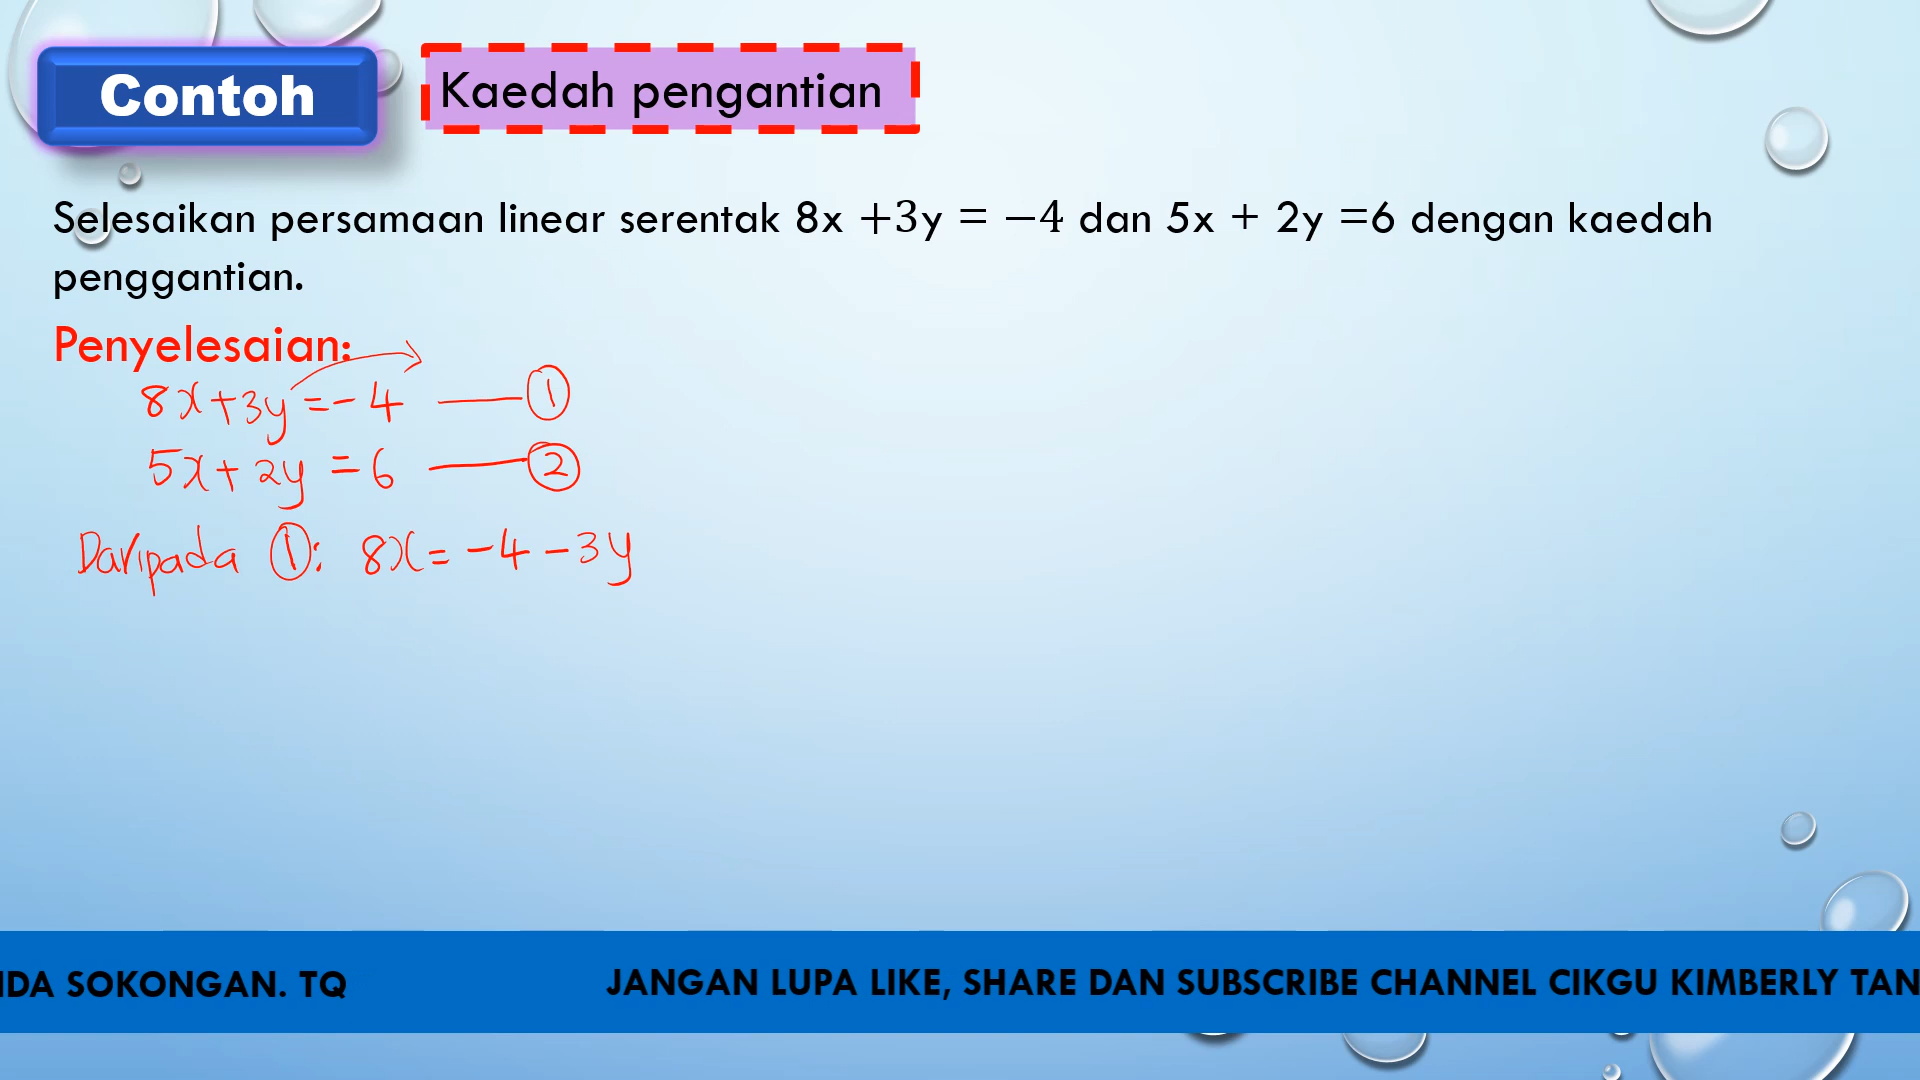 Contoh
Kaedah pengantian
Selesaikan persamaan linear serentak 8x +3y = −4 dan 5x + 2y =6 dengan kaedah
penggantian.
Penyelesaian:
8x+3y=-4 —— ①
5x+2y=6 —— ②
Daripada ①: 8x=-4-3y
SOKONGAN. TQ
JANGAN LUPA LIKE, SHARE DAN SUBSCRIBE CHANNEL CIKGU KIMBERLY TAN